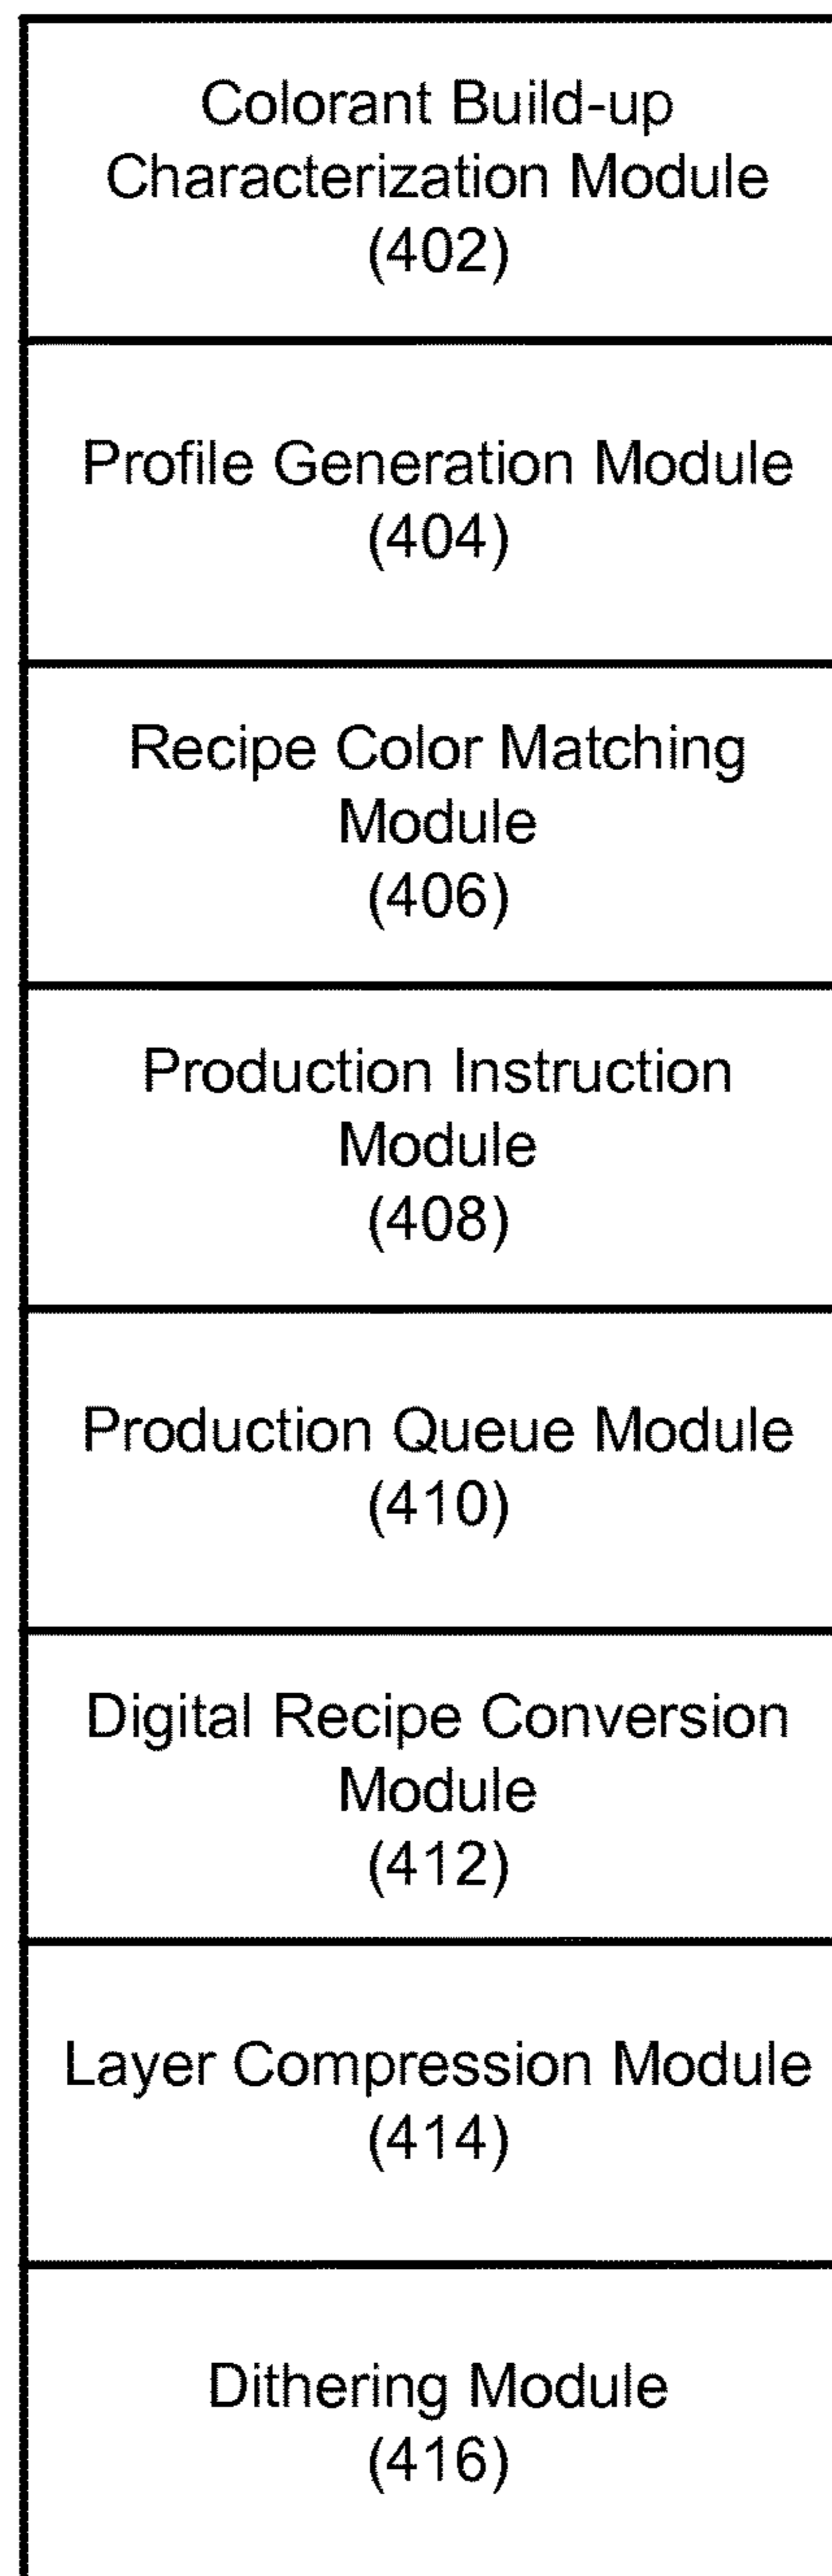 Colorant Build-up
Characterization Module
(402)
Profile Generation Module
(404)
Recipe Color Matching
Module
(406)
Production Instruction
Module
(408)
Production Queue Module
(410)
Digital Recipe Conversion
Module
(412)
Layer Compression Module
(414)
Dithering Module
(416)